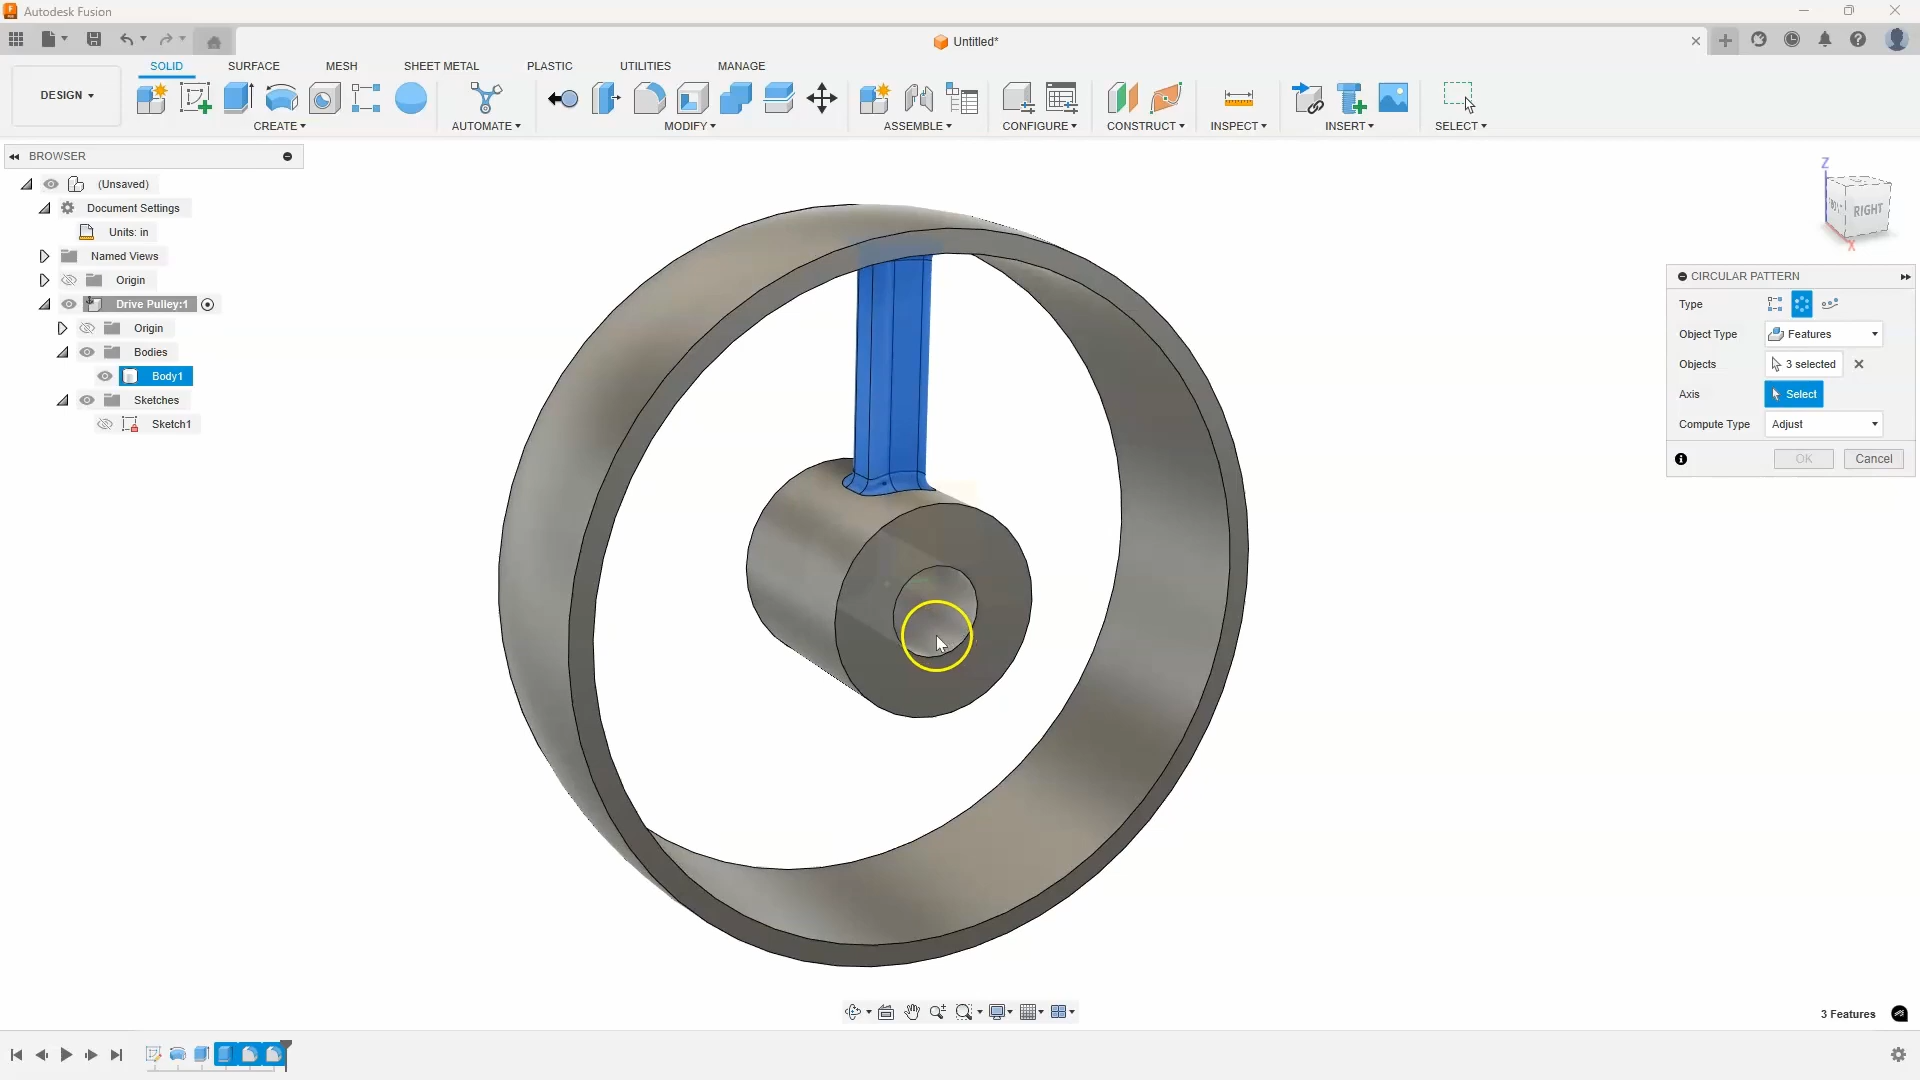 Autodesk Fusion
Untitled*
DESIGN
SOLID SURFACE MESH SHEET METAL PLASTIC UTILITIES MANAGE
CREATE AUTOMATE MODIFY ASSEMBLE CONFIGURE CONSTRUCT INSPECT INSERT SELECT
BROWSER
(Unsaved)
Document Settings
Units: in
Named Views
Origin
Drive Pulley:1
Origin
Bodies
Body1
Sketches
Sketch1
Z
RIGHT
X
CIRCULAR PATTERN
Type
Object Type Features
Objects 3 selected
Axis Select
Compute Type Adjust
OK Cancel
3 Features